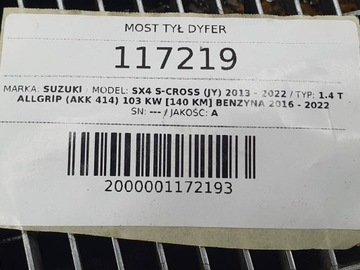 MOST TYŁ DYFER
117219
MARKA: SUZUKI / MODEL: SX4 S-CROSS (JY) 2013 - 2022 / TYP: 1.4 T
ALLGRIP (AKK 414) 103 KW [140 KM] BENZYNA 2016 - 2022
SN: --- / JAKOŚĆ: A
2000001172193